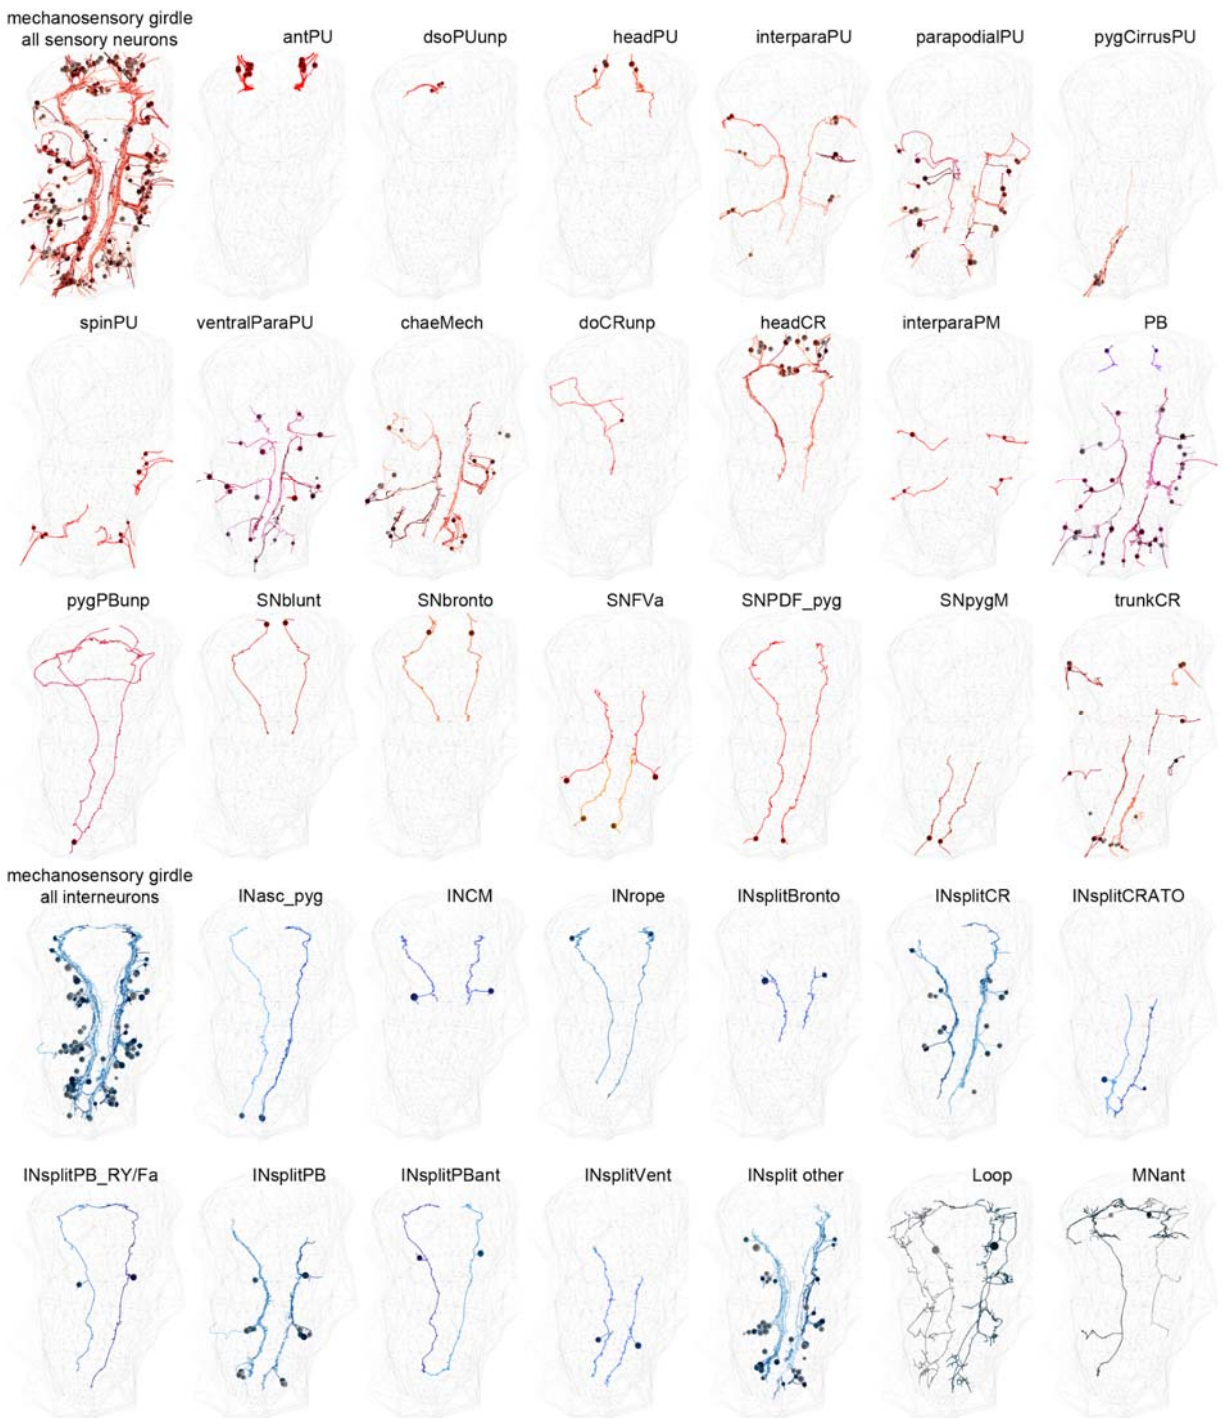 mechanosensory girdle
all sensory neurons
antPU
dsoPUunp
headPU
interparaPU
parapodialPU
pygCirrusPU
spinPU
ventralParaPU
chaeMech
doCRunp
headCR
interparaPM
PB
pygPBunp
SNblunt
SNbronto
SNFVa
SNPDF_pyg
SNpygM
trunkCR
mechanosensory girdle
all interneurons
INasc_pyg
INCM
INrope
INsplitBronto
INsplitCR
INsplitCRATO
INsplitPB_RY/Fa
INsplitPB
INsplitPBant
INsplitVent
INsplit other
Loop
MNant